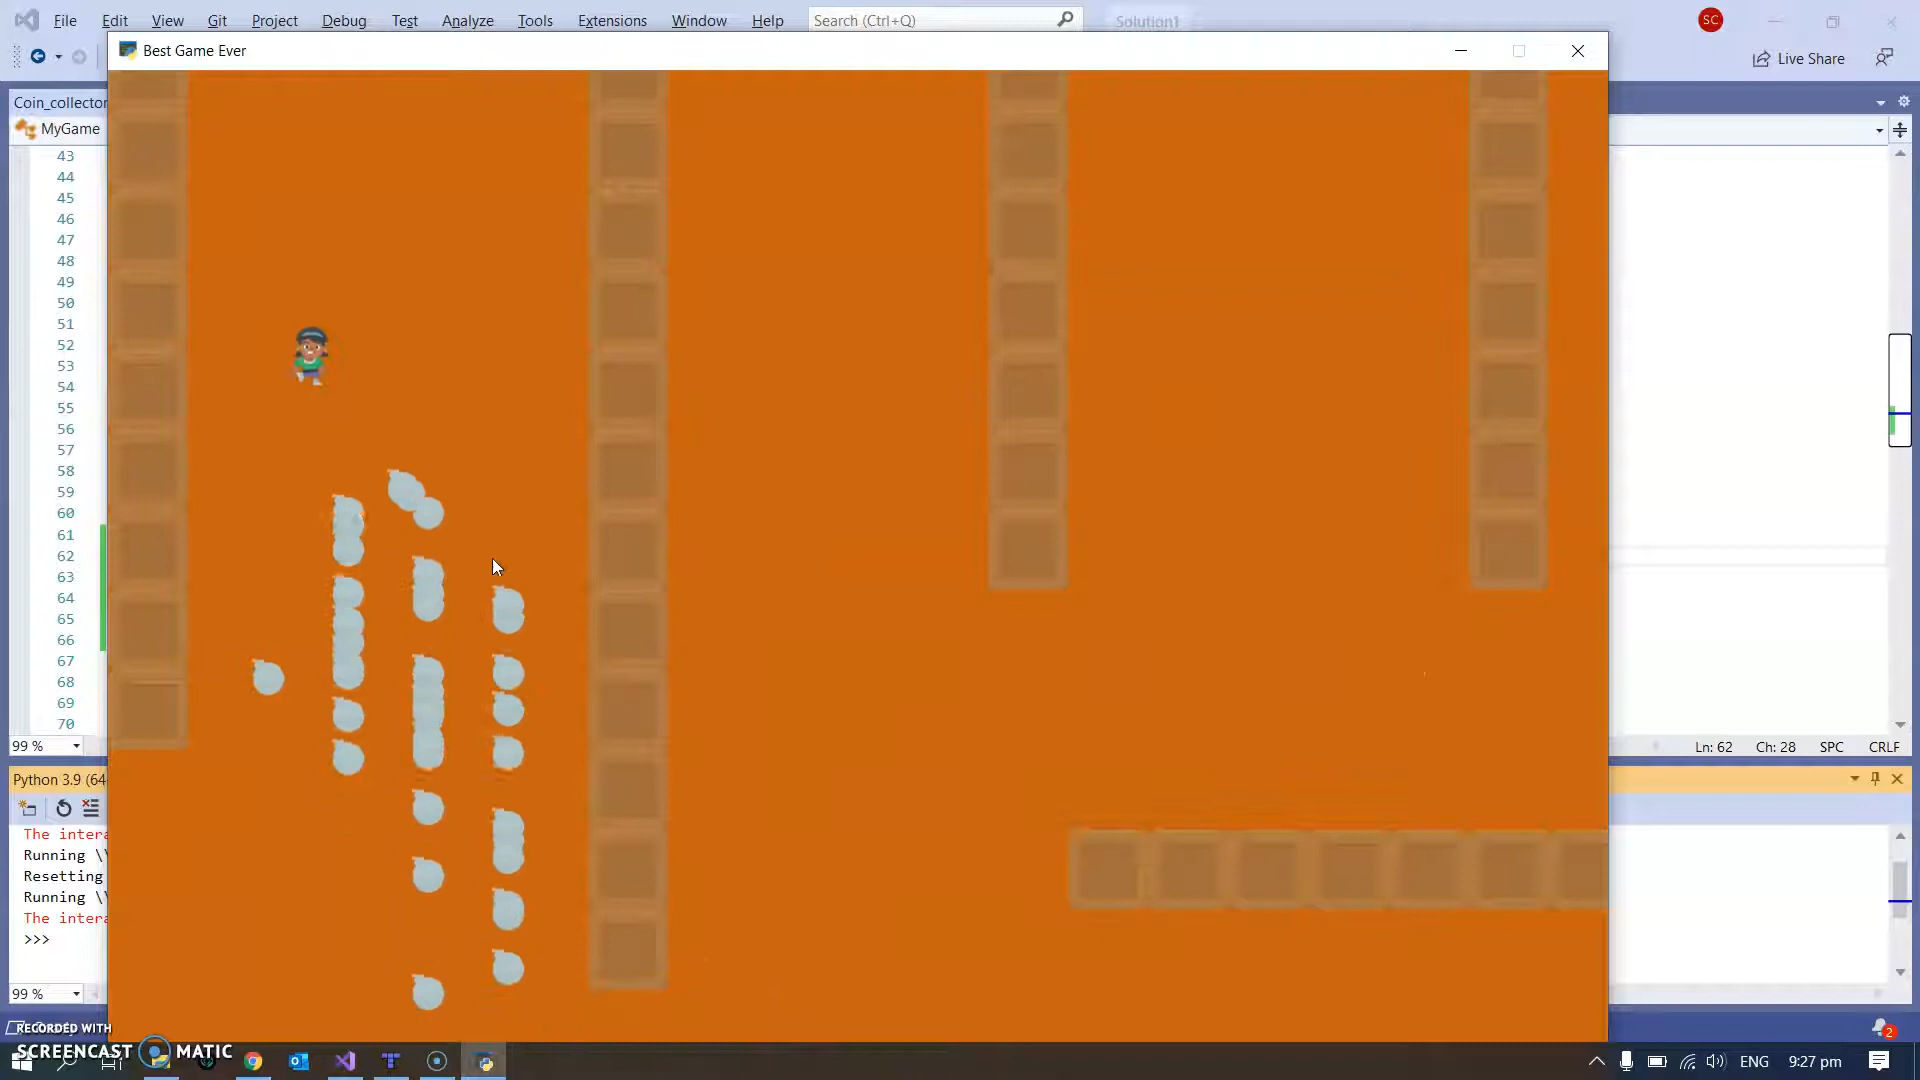 File Edit View Git Project Debug Test Analyze Tools Extensions Window Help Search (Ctrl+Q) Solution1 SC
Best Game Ever
Live Share
Coin_collector
MyGame
43
44
45
46
47
48
49
50
51
52
53
54
55
56
57
58
59
60
61
62
63
64
65
66
67
68
69
70
99 % Ln: 62 Ch: 28 SPC CRLF
Python 3.9 (64
The intera
Running \
Resetting
Running \
The intera
>>>
99 %
RECORDED WITH
SCREENCAST MATIC
2
ENG 9:27 pm